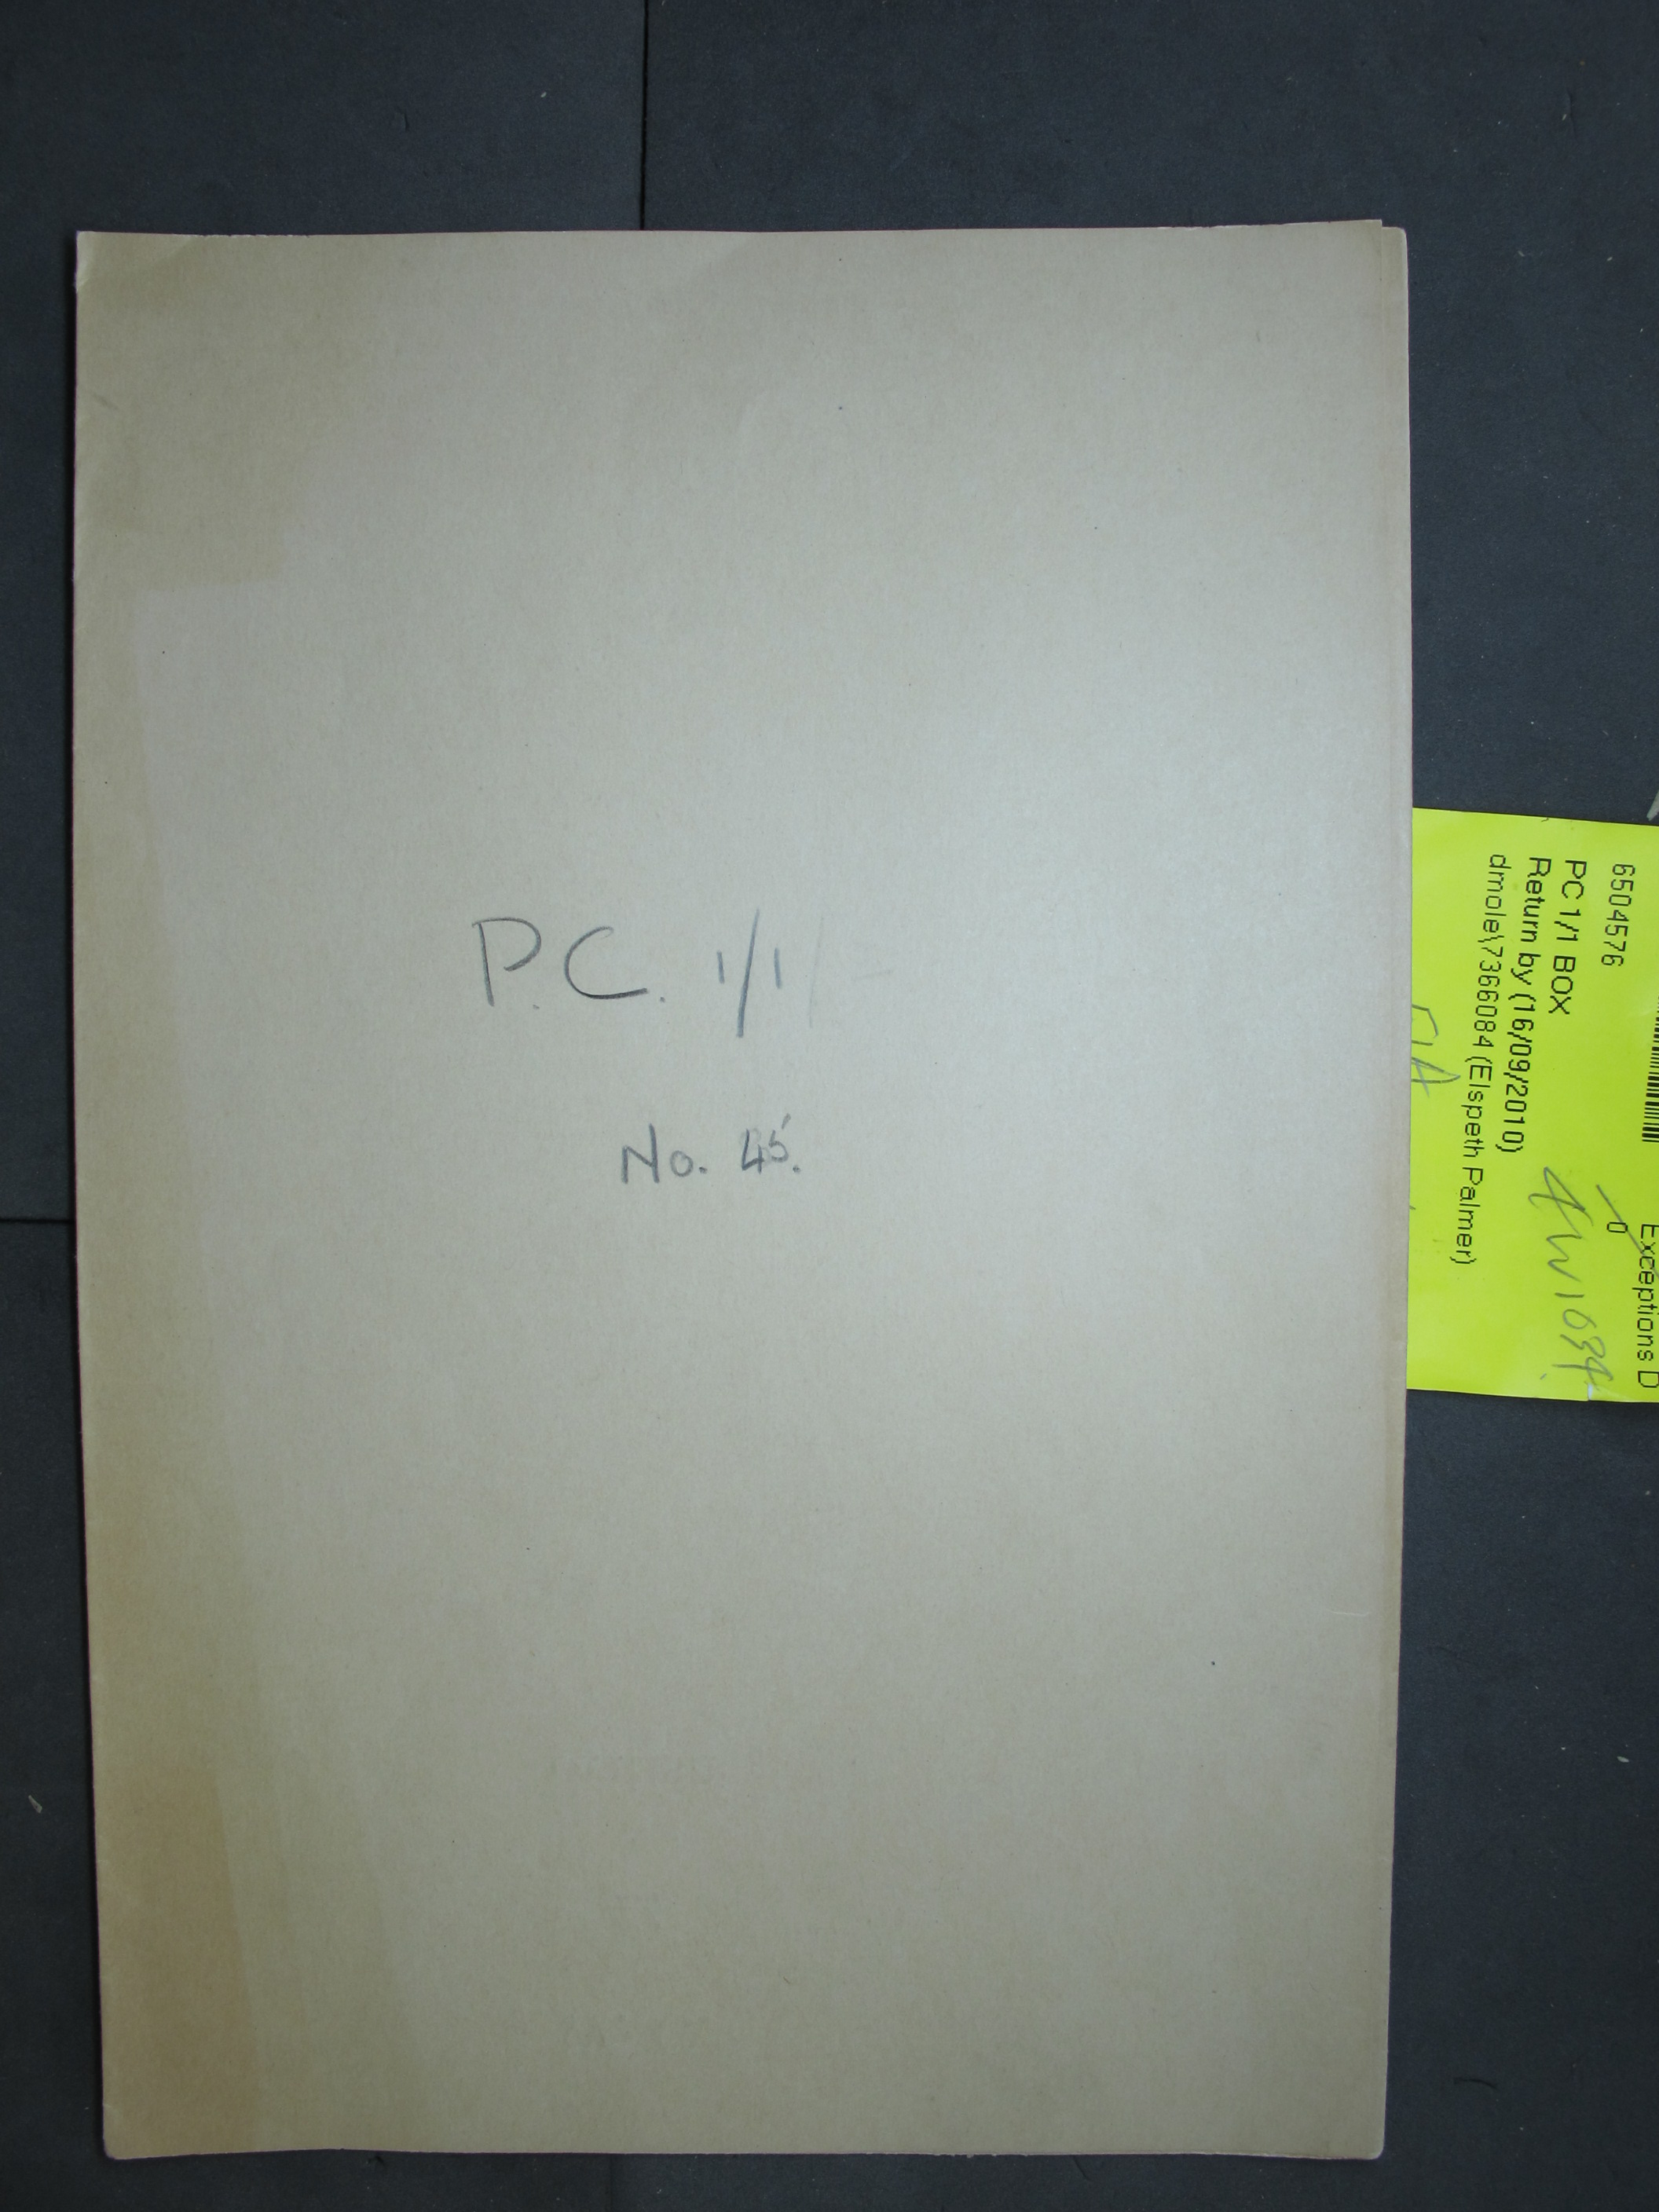 P.C. 1/1
No. 45.
Exceptions D
6504576
0
PC 1/1 BOX
Return by (16/09/2010)
dmole\7366084 (Elspeth Palmer)